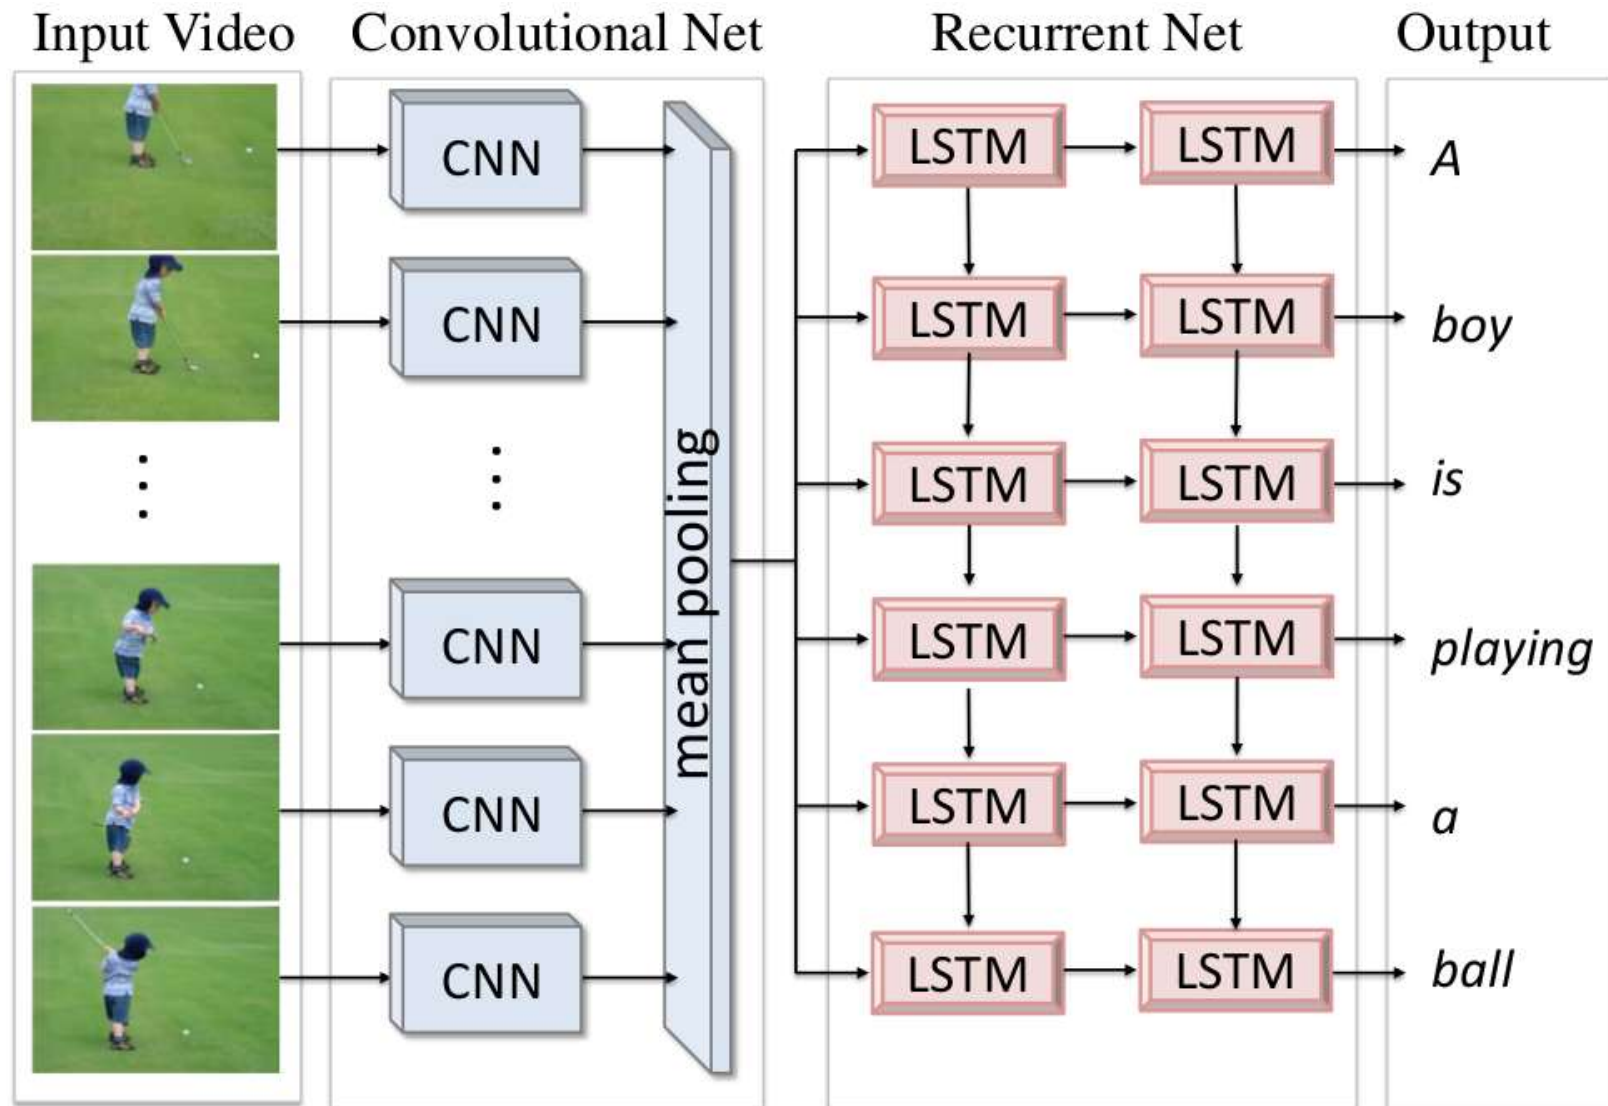 Input Video Convolutional Net Recurrent Net Output
CNN LSTM LSTM A
CNN LSTM LSTM boy
LSTM LSTM is
mean pooling
CNN LSTM LSTM playing
CNN LSTM LSTM a
CNN LSTM LSTM ball